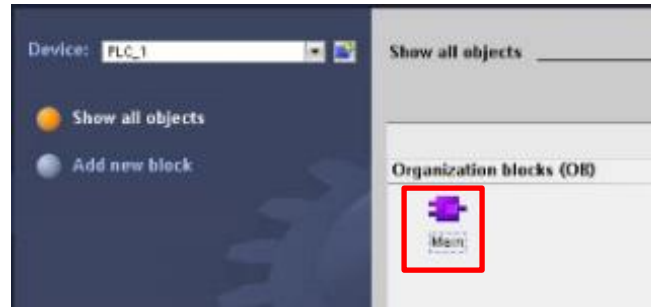 Device: PLC_1
Show all objects
Add new block
Show all objects
Organization blocks (OB)
Main